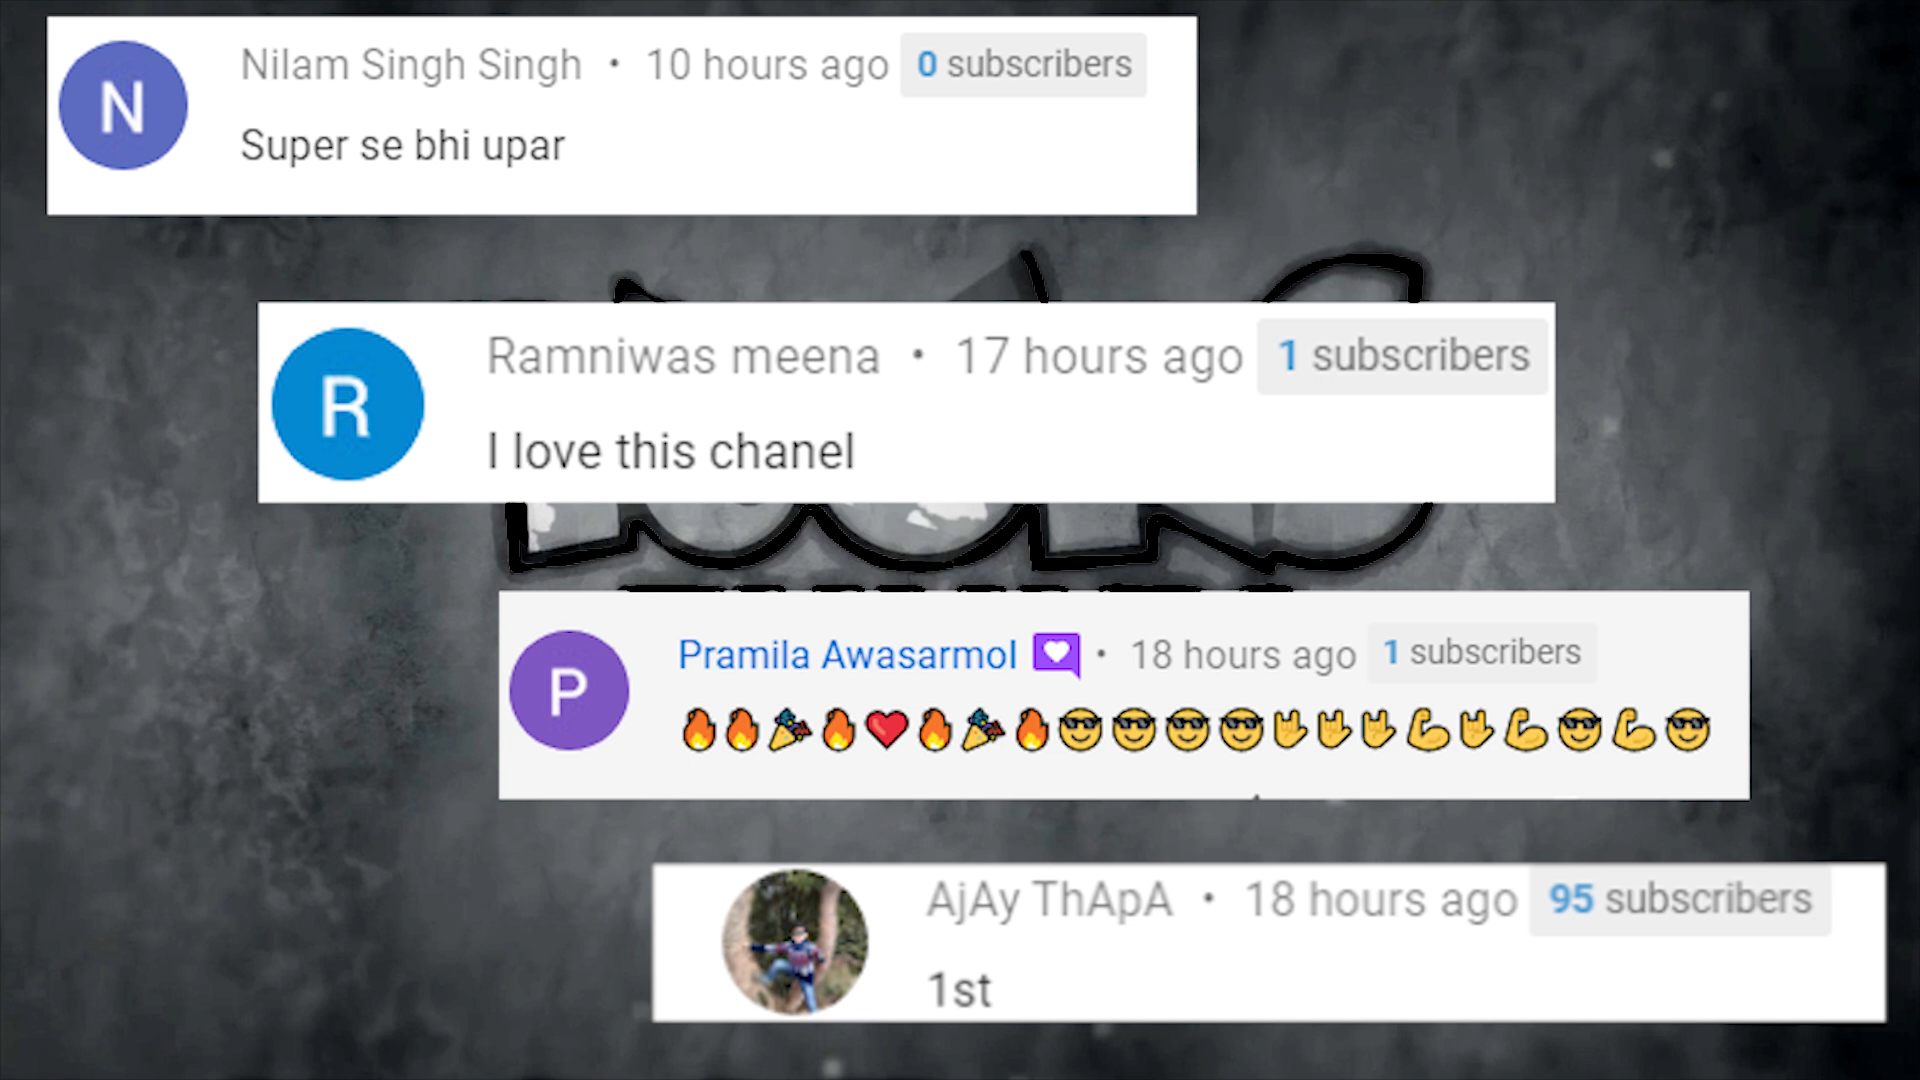 N
Nilam Singh Singh • 10 hours ago 0 subscribers
Super se bhi upar
R
Ramniwas meena • 17 hours ago 1 subscribers
I love this chanel
P
Pramila Awasarmol • 18 hours ago 1 subscribers
🔥🔥🎉🔥❤️🔥🎉🔥😎😎😎😎🤟🤟🤟💪🤟💪😎💪😎
AjAy ThApA • 18 hours ago 95 subscribers
1st